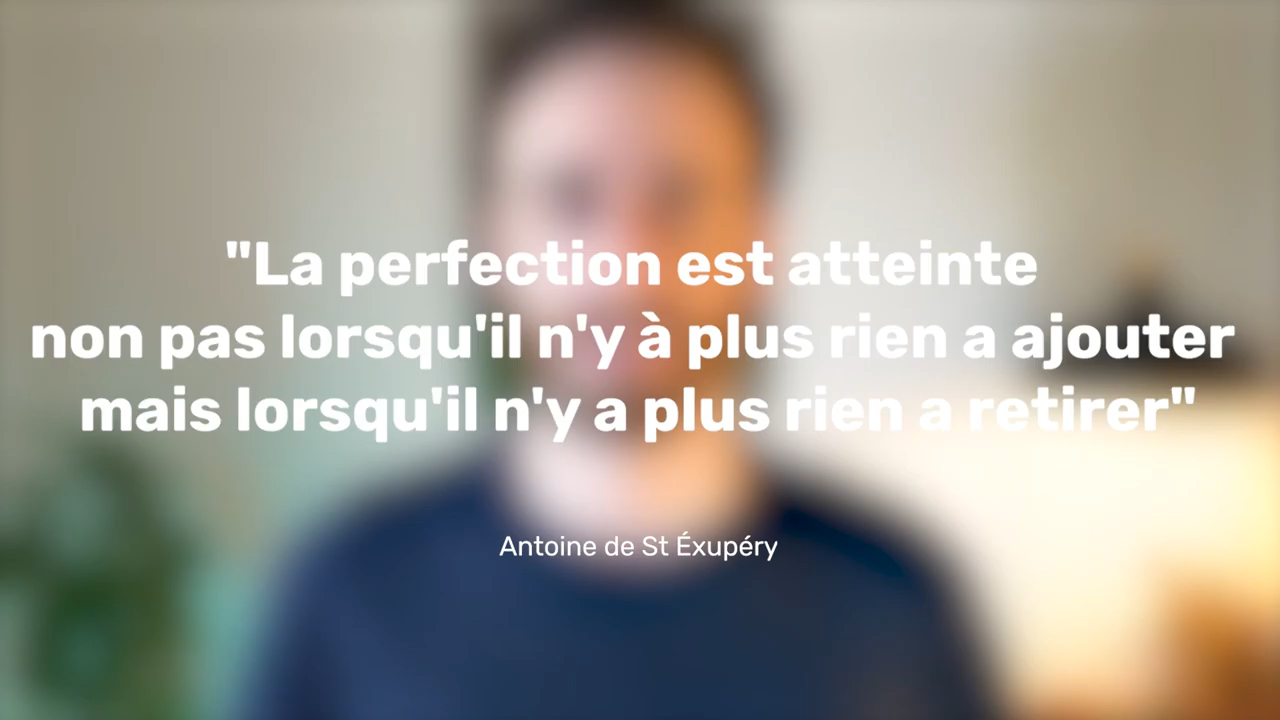 "La perfection est atteinte
non pas lorsqu'il n'y à plus rien a ajouter
mais lorsqu'il n'y a plus rien a retirer"
Antoine de St Éxupéry